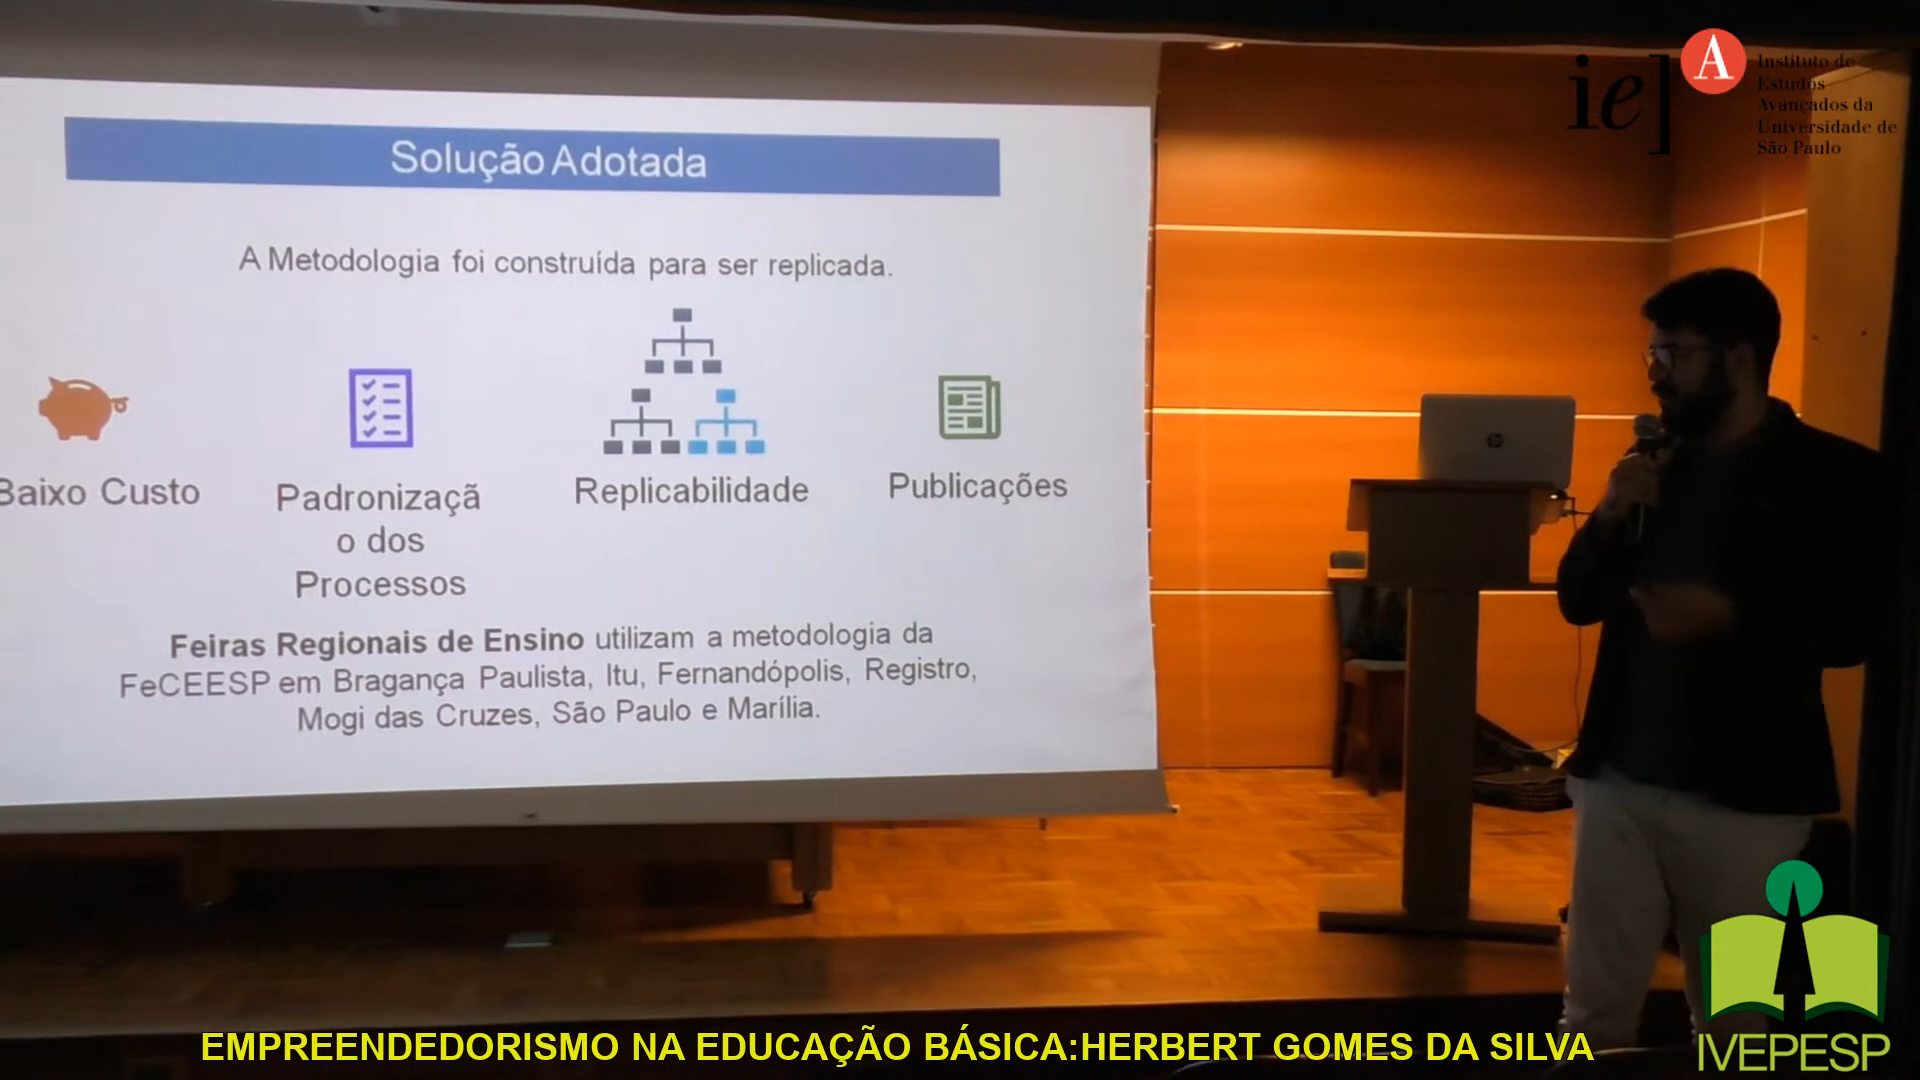 Solução Adotada
A Metodologia foi construída para ser replicada.
Baixo Custo
Padronizaçã
o dos
Processos
Replicabilidade
Publicações
Feiras Regionais de Ensino utilizam a metodologia da
FeCEESP em Bragança Paulista, Itu, Fernandópolis, Registro,
Mogi das Cruzes, São Paulo e Marília.
ie]
A
Instituto de
Estudos
Avançados da
Universidade de
São Paulo
hp
EMPREENDEDORISMO NA EDUCAÇÃO BÁSICA:HERBERT GOMES DA SILVA
IVEPESP